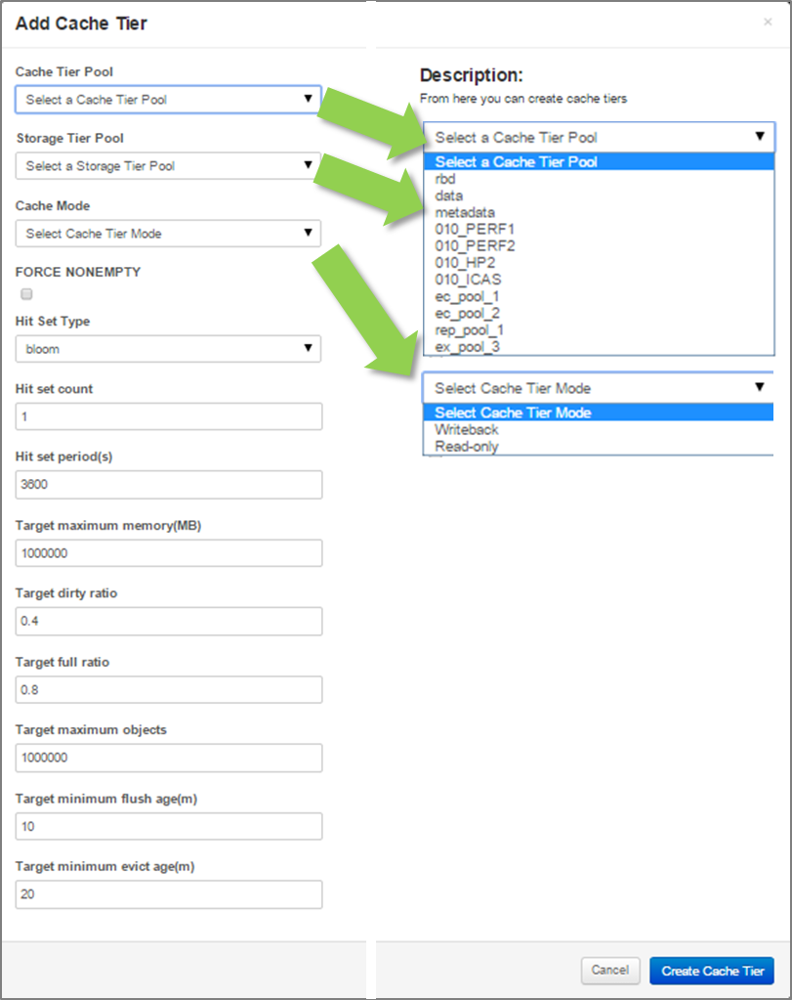 Add Cache Tier
×
Cache Tier Pool
Select a Cache Tier Pool
Storage Tier Pool
Select a Storage Tier Pool
Cache Mode
Select Cache Tier Mode
FORCE NONEMPTY
Hit Set Type
bloom
Hit set count
1
Hit set period(s)
3600
Target maximum memory(MB)
1000000
Target dirty ratio
0.4
Target full ratio
0.8
Target maximum objects
1000000
Target minimum flush age(m)
10
Target minimum evict age(m)
20
Description:
From here you can create cache tiers
Select a Cache Tier Pool
Select a Cache Tier Pool
rbd
data
metadata
010_PERF1
010_PERF2
010_HP2
010_ICAS
ec_pool_1
ec_pool_2
rep_pool_1
ex_pool_3
Select Cache Tier Mode
Select Cache Tier Mode
Writeback
Read-only
Cancel
Create Cache Tier